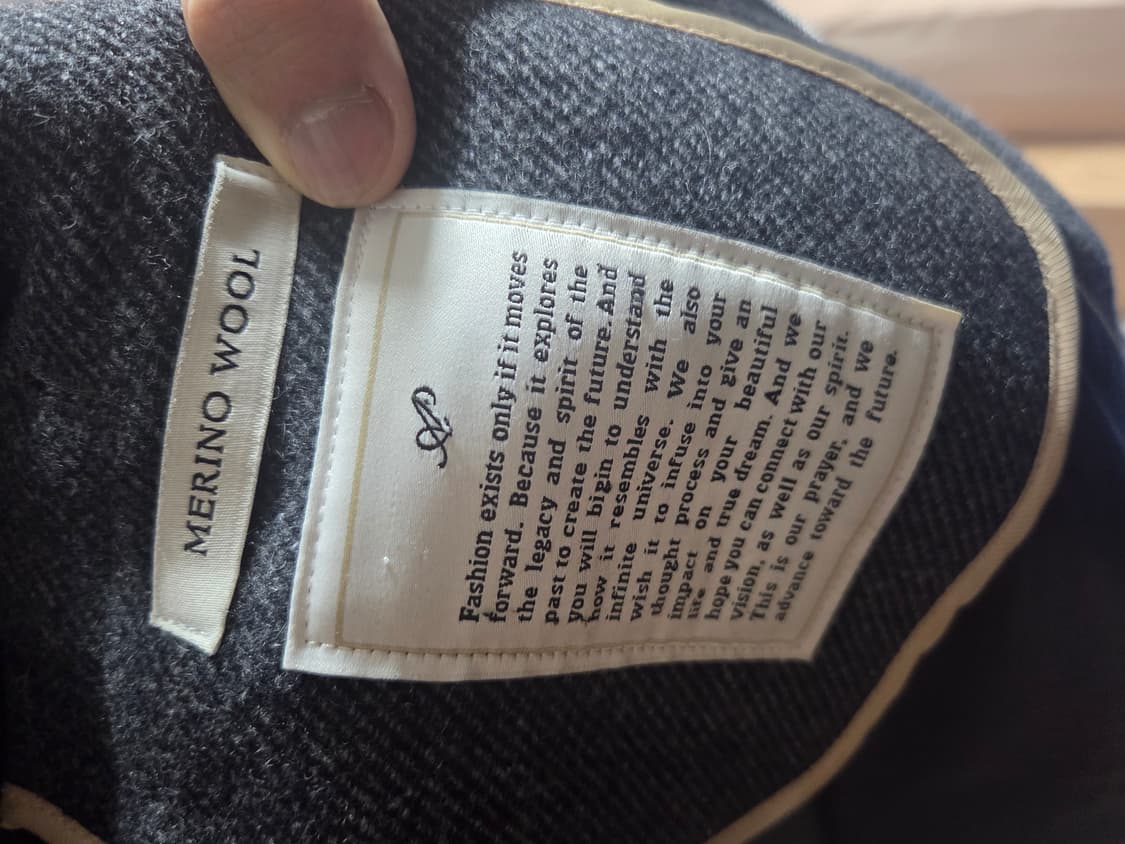 MERINO WOOL
Fashion exists only if it moves
forward. Because it explores
the legacy and spirit of the
past to create the future. And
you will bigin to understand
how it resembles with the
infinite universe. We also
wish it to infuse into your
thought process and give an
impact on your beautiful
life and true dream. And we
hope you can connect with our
vision, as well as our spirit.
This is our prayer, and we
advance toward the future.